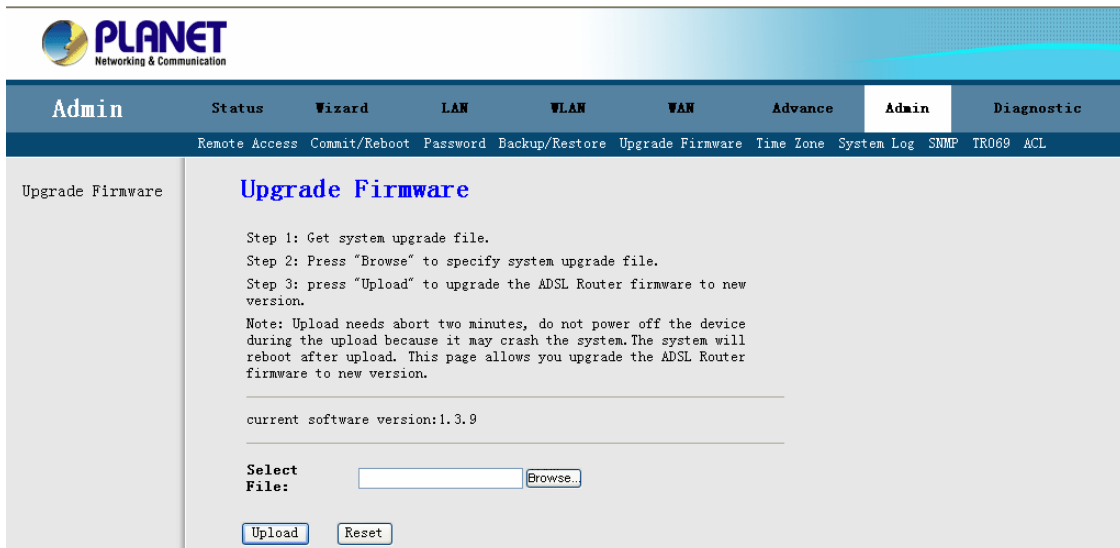 PLANET
Networking & Communication
Admin
Status Wizard LAN WLAN WAN Advance Admin Diagnostic
Remote Access Commit/Reboot Password Backup/Restore Upgrade Firmware Time Zone System Log SNMP TR069 ACL
Upgrade Firmware
Upgrade Firmware
Step 1: Get system upgrade file.
Step 2: Press "Browse" to specify system upgrade file.
Step 3: press "Upload" to upgrade the ADSL Router firmware to new
version.
Note: Upload needs abort two minutes, do not power off the device
during the upload because it may crash the system.The system will
reboot after upload. This page allows you upgrade the ADSL Router
firmware to new version.
current software version:1.3.9
Select
File:
Browse...
Upload Reset